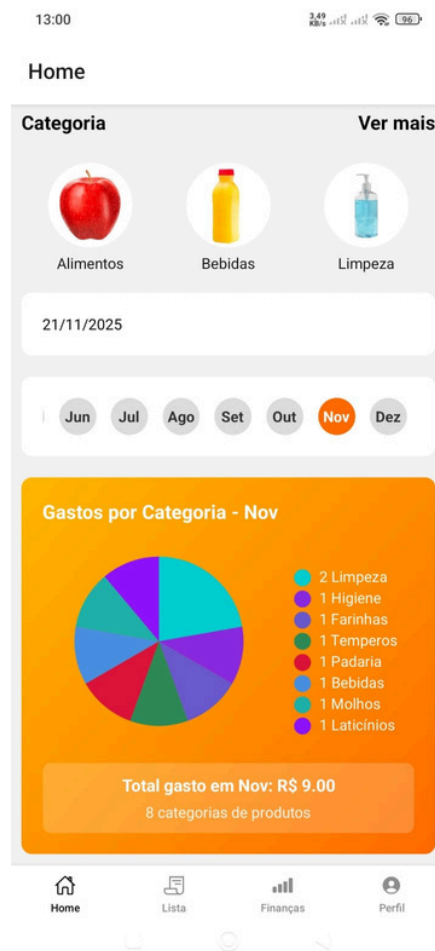 13:00 3,49 KB/s 96
Home
Categoria Ver mais
Alimentos Bebidas Limpeza
21/11/2025
Jun Jul Ago Set Out Nov Dez
Gastos por Categoria - Nov
2 Limpeza
1 Higiene
1 Farinhas
1 Temperos
1 Padaria
1 Bebidas
1 Molhos
1 Laticínios
Total gasto em Nov: R$ 9.00
8 categorias de produtos
Home Lista Finanças Perfil